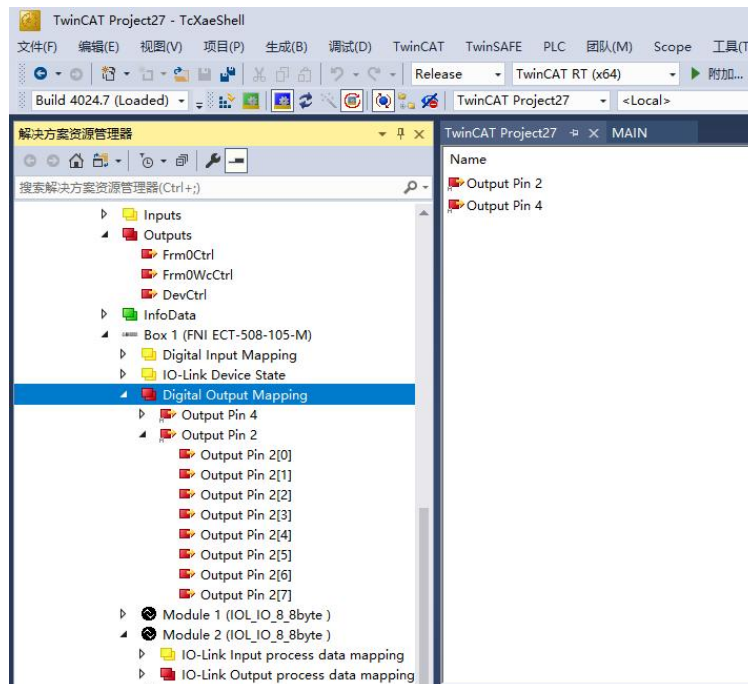 TwinCAT Project27 - TcXaeShell
文件(F) 编辑(E) 视图(V) 项目(P) 生成(B) 调试(D) TwinCAT TwinSAFE PLC 团队(M) Scope 工具(T
Release TwinCAT RT (x64) 附加...
Build 4024.7 (Loaded) TwinCAT Project27 <Local>
解决方案资源管理器
搜索解决方案资源管理器(Ctrl+;)
Inputs
Outputs
Frm0Ctrl
Frm0WcCtrl
DevCtrl
InfoData
Box 1 (FNI ECT-508-105-M)
Digital Input Mapping
IO-Link Device State
Digital Output Mapping
Output Pin 4
Output Pin 2
Output Pin 2[0]
Output Pin 2[1]
Output Pin 2[2]
Output Pin 2[3]
Output Pin 2[4]
Output Pin 2[5]
Output Pin 2[6]
Output Pin 2[7]
Module 1 (IOL_IO_8_8byte )
Module 2 (IOL_IO_8_8byte )
IO-Link Input process data mapping
IO-Link Output process data mapping
TwinCAT Project27 MAIN
Name
Output Pin 2
Output Pin 4